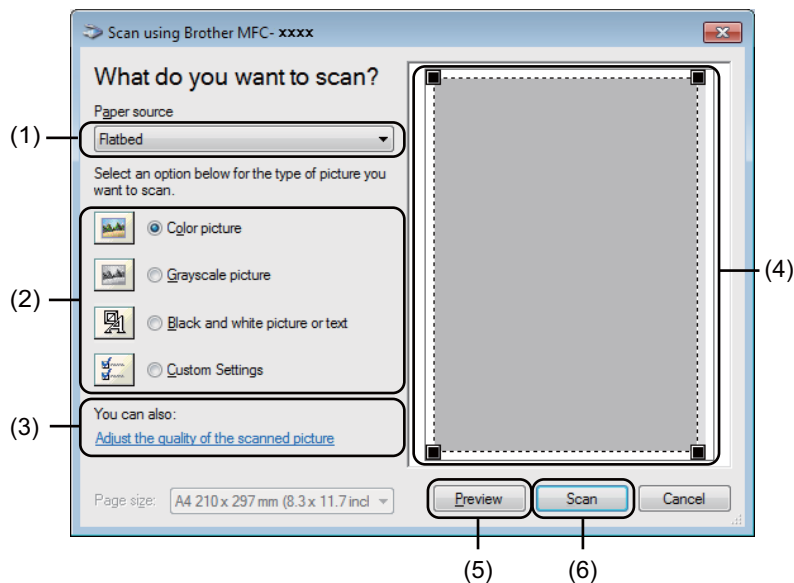 Scan using Brother MFC- xxxx
What do you want to scan?
Paper source
(1)
Flatbed
Select an option below for the type of picture you
want to scan.
(2)
Color picture
Grayscale picture
Black and white picture or text
Custom Settings
(3)
You can also:
Adjust the quality of the scanned picture
(4)
Page size:
A4 210 x 297 mm (8.3 x 11.7 incl
Preview
Scan
Cancel
(5)
(6)